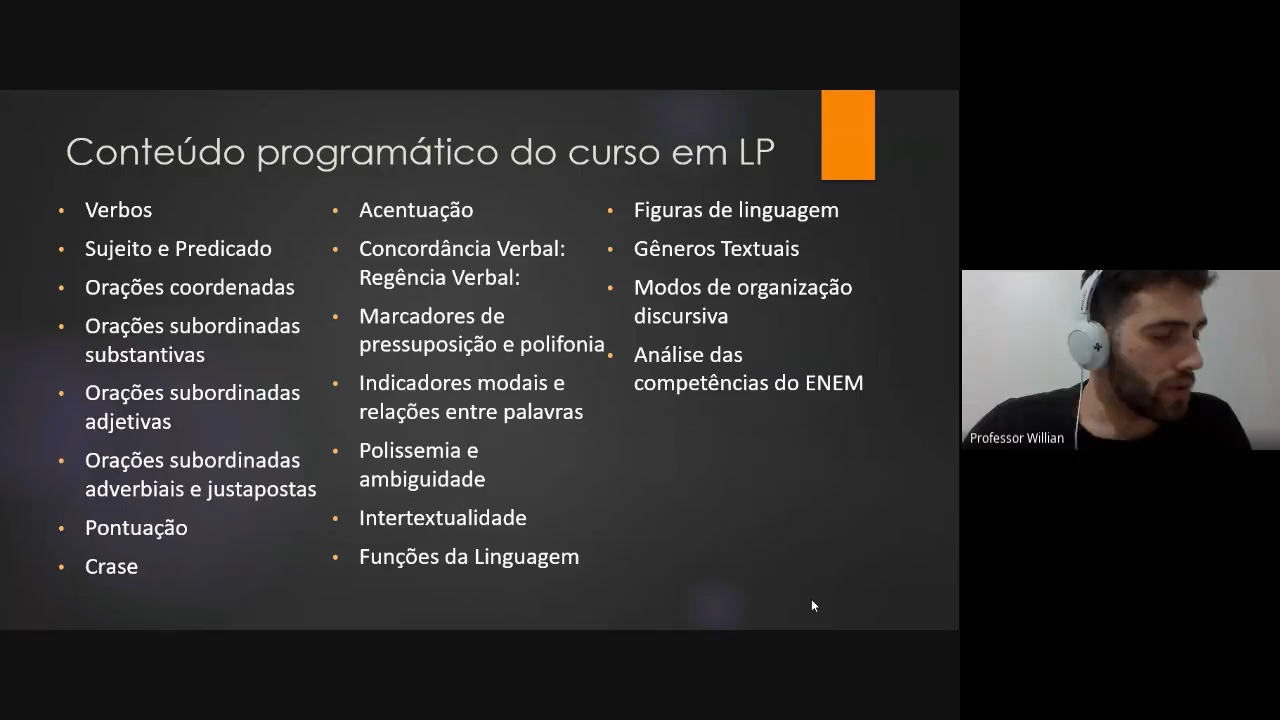 Conteúdo programático do curso em LP
Verbos
Sujeito e Predicado
Orações coordenadas
Orações subordinadas
substantivas
Orações subordinadas
adjetivas
Orações subordinadas
adverbiais e justapostas
Pontuação
Crase
Acentuação
Concordância Verbal:
Regência Verbal:
Marcadores de
pressuposição e polifonia
Indicadores modais e
relações entre palavras
Polissemia e
ambiguidade
Intertextualidade
Funções da Linguagem
Figuras de linguagem
Gêneros Textuais
Modos de organização
discursiva
Análise das
competências do ENEM
Professor Willian